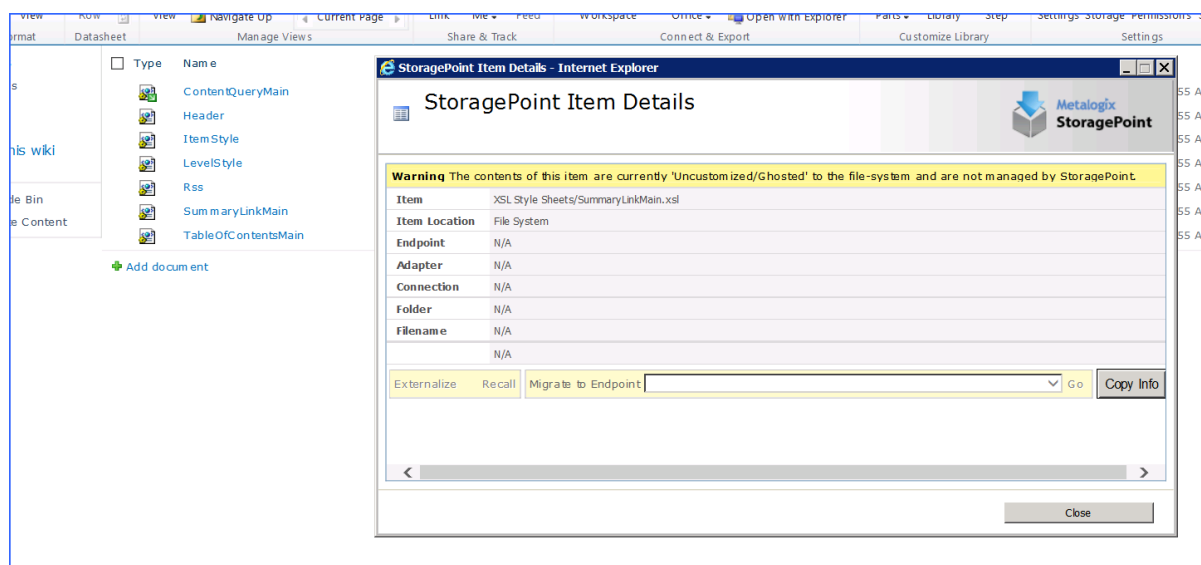 View Row View Navigate Up Current Page Link Me Feed Workspace Office Open with Explorer Parts Library Step Settings Storage Permissions
Datasheet Manage Views Share & Track Connect & Export Customize Library Settings
Type Name
ContentQueryMain
Header
ItemStyle
LevelStyle
Rss
SummaryLinkMain
TableOfContentsMain
Add document
his wiki
le Bin
e Content
StoragePoint Item Details - Internet Explorer
StoragePoint Item Details
Metalogix
StoragePoint
Warning The contents of this item are currently 'Uncustomized/Ghosted' to the file-system and are not managed by StoragePoint.
Item XSL Style Sheets/SummaryLinkMain.xsl
Item Location File System
Endpoint N/A
Adapter N/A
Connection N/A
Folder N/A
Filename N/A
N/A
Externalize Recall Migrate to Endpoint Go Copy Info
Close